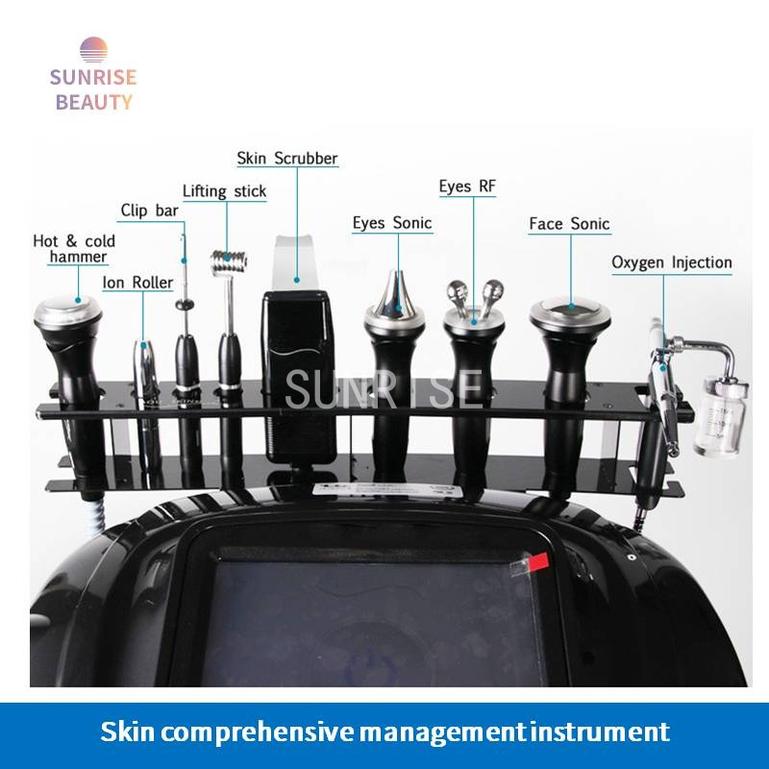 SUNRISE
BEAUTY
Skin Scrubber
Lifting stick
Eyes RF
Clip bar
Eyes Sonic
Face Sonic
Hot & cold
hammer
Ion Roller
Oxygen Injection
SUNRISE
Skin comprehensive management instrument